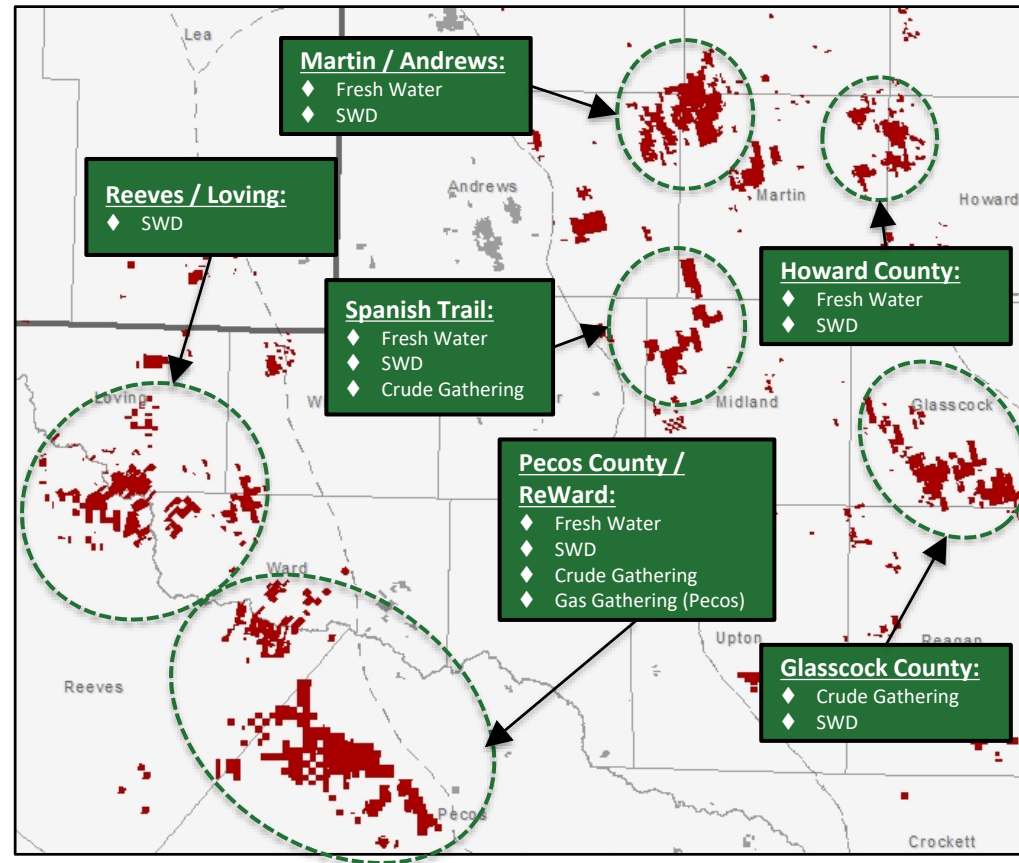 Lea
Martin / Andrews:
♦ Fresh Water
♦ SWD
Andrews
Martin
Howard
Reeves / Loving:
♦ SWD
Howard County:
♦ Fresh Water
♦ SWD
Spanish Trail:
♦ Fresh Water
♦ SWD
♦ Crude Gathering
Loving
Midland
Glasscock
Pecos County /
ReWard:
♦ Fresh Water
♦ SWD
♦ Crude Gathering
♦ Gas Gathering (Pecos)
Ward
Upton
Reagan
Reeves
Glasscock County:
♦ Crude Gathering
♦ SWD
Pecos
Crockett